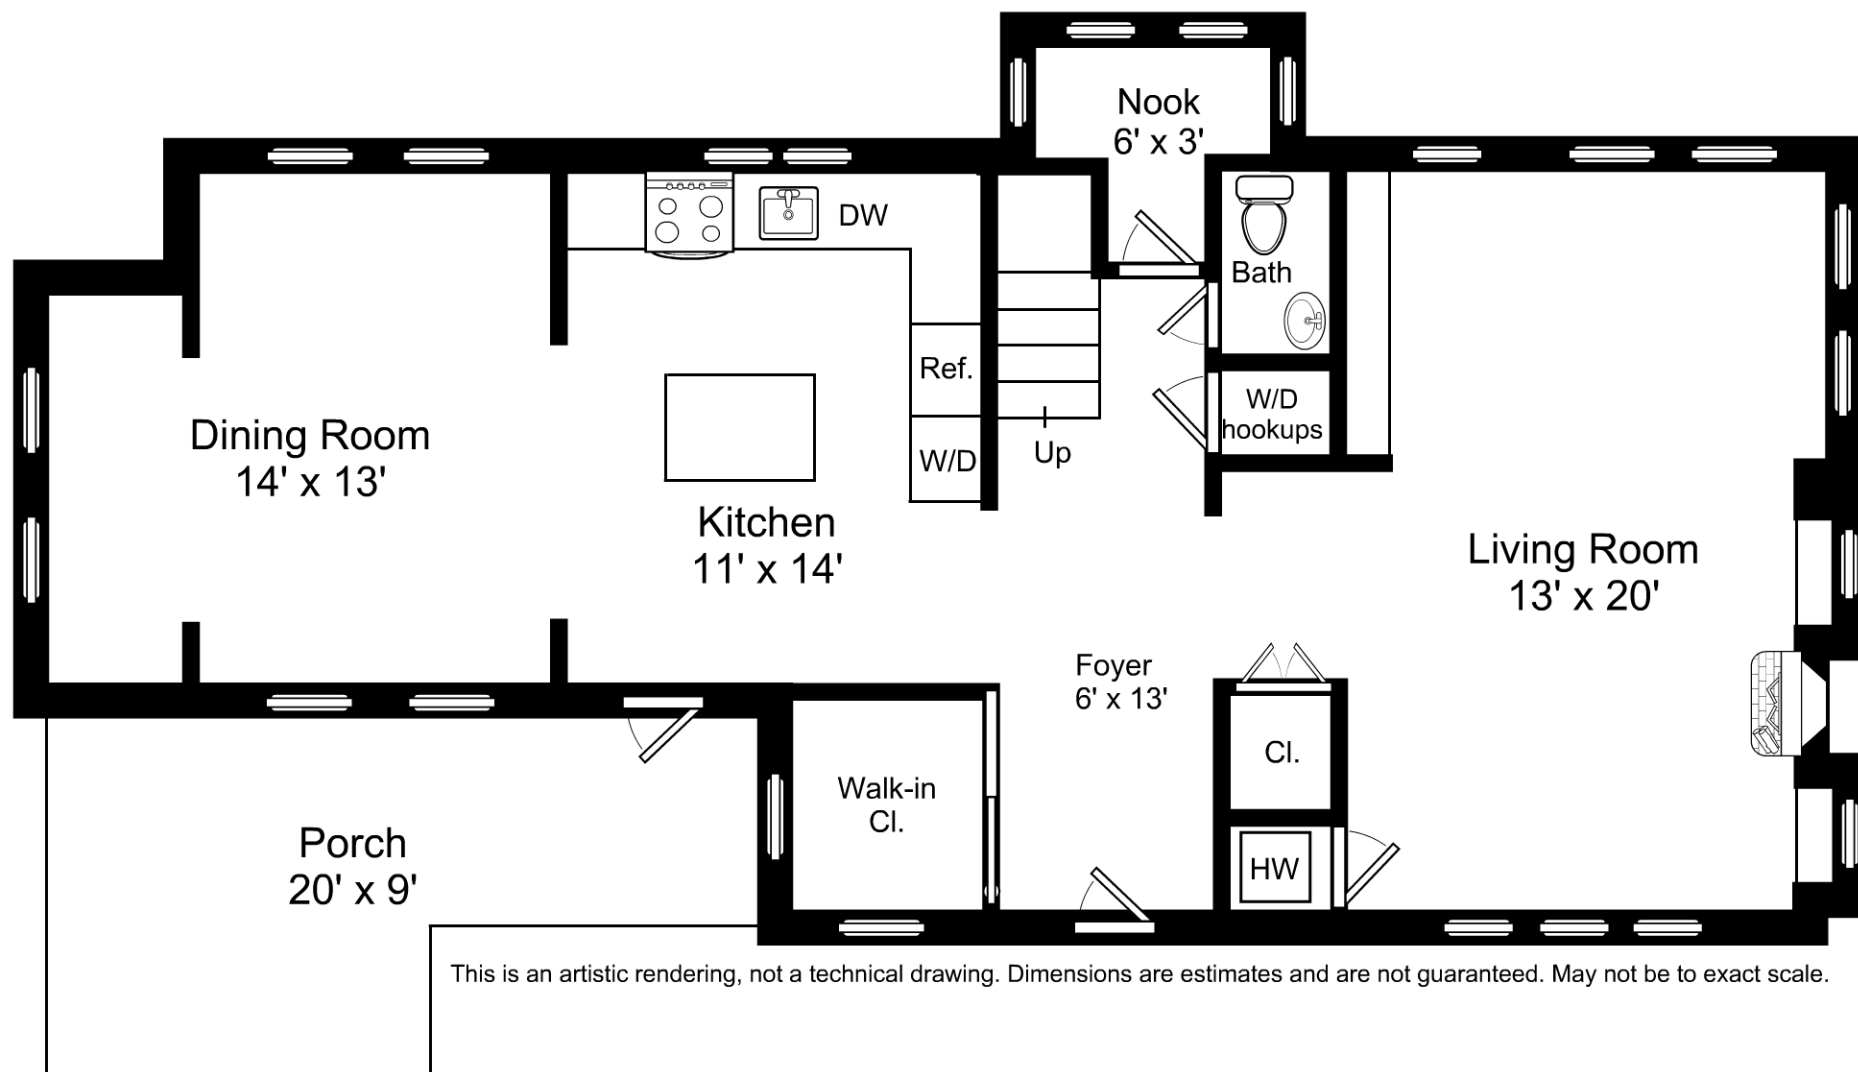 Nook
6' x 3'
DW
Bath
Ref.
W/D
hookups
Dining Room
14' x 13'
Up
W/D
Kitchen
11' x 14'
Living Room
13' x 20'
Foyer
6' x 13'
Cl.
Walk-in
Cl.
Porch
20' x 9'
HW
This is an artistic rendering, not a technical drawing. Dimensions are estimates and are not guaranteed. May not be to exact scale.